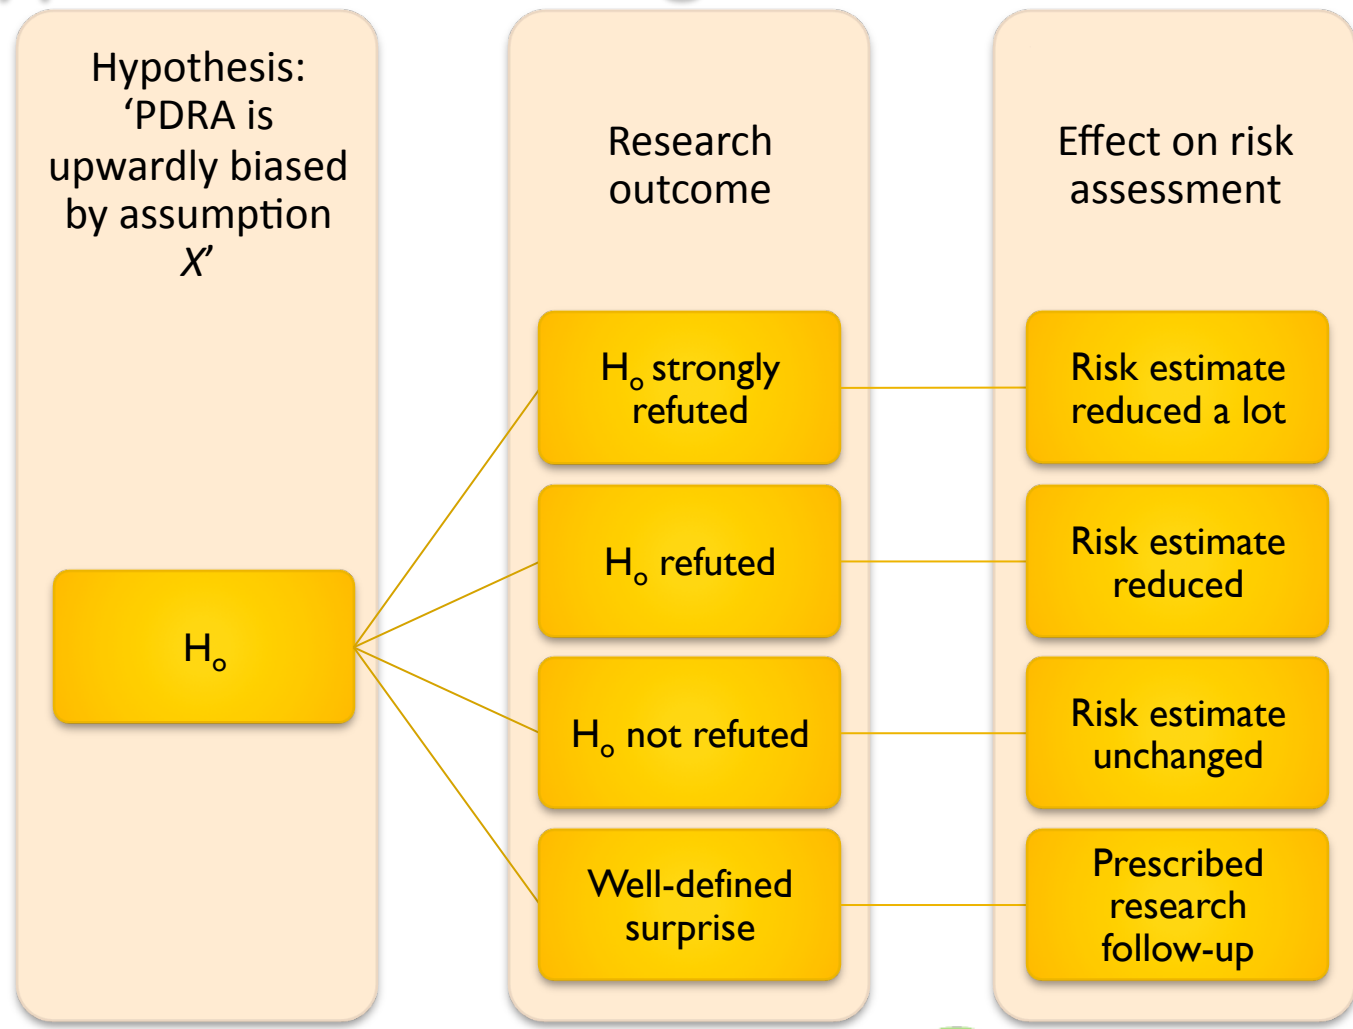 Hypothesis:
‘PDRA is
upwardly biased
by assumption
X’
Research
outcome
Effect on risk
assessment
Hₒ
Hₒ strongly
refuted
Risk estimate
reduced a lot
Hₒ refuted
Risk estimate
reduced
Hₒ not refuted
Risk estimate
unchanged
Well-defined
surprise
Prescribed
research
follow-up